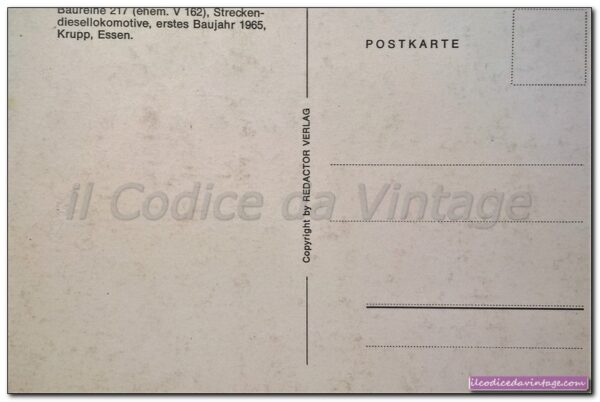 Baureihe 217 (ehem. V 162), Strecken-
diesellokomotive, erstes Baujahr 1965,
Krupp, Essen.
POSTKARTE
Copyright by REDACTOR VERLAG
il Codice da Vintage
ilcodicedavintage.com